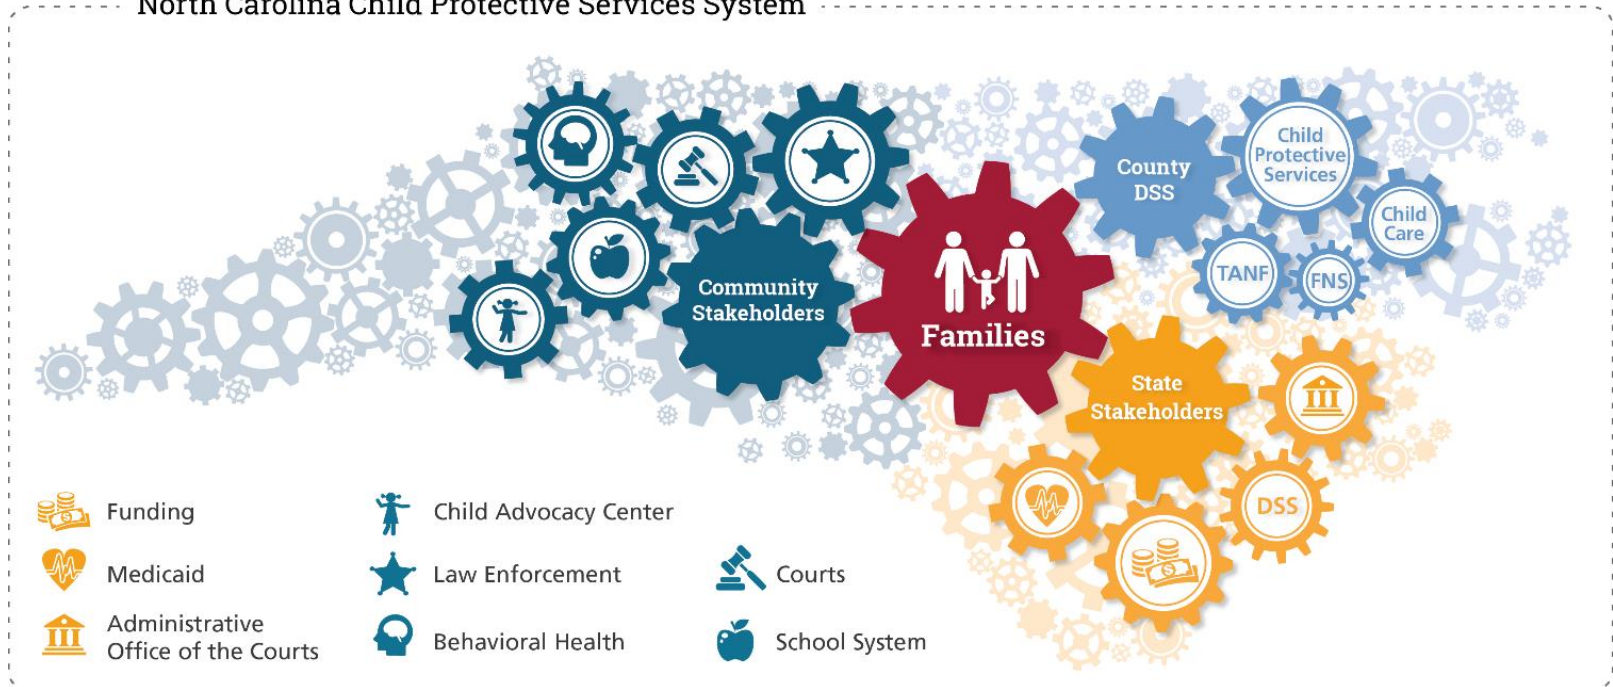 North Carolina Child Protective Services System
County
DSS
Child
Protective
Services
Child
Care
TANF
FNS
Community
Stakeholders
Families
State
Stakeholders
DSS
Funding
Medicaid
Administrative
Office of the Courts
Child Advocacy Center
Law Enforcement
Behavioral Health
Courts
School System